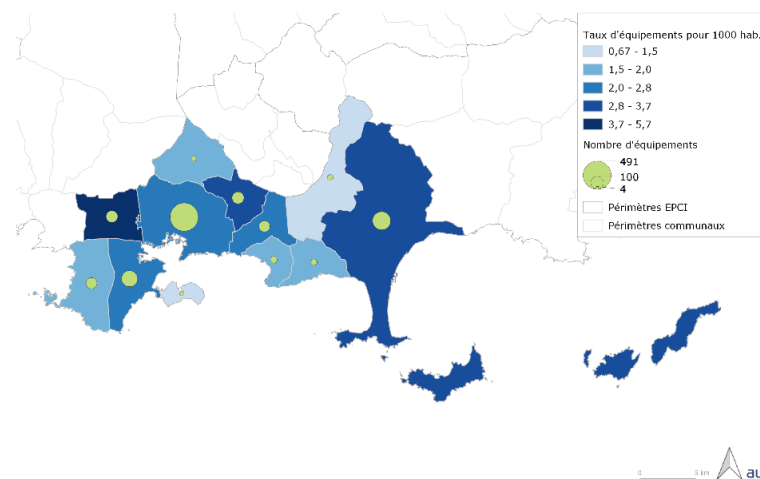 Taux d'équipements pour 1000 hab.
0,67 - 1,5
1,5 - 2,0
2,0 - 2,8
2,8 - 3,7
3,7 - 5,7
Nombre d'équipements
491
100
4
Périmètres EPCI
Périmètres communaux
0 5 km
au